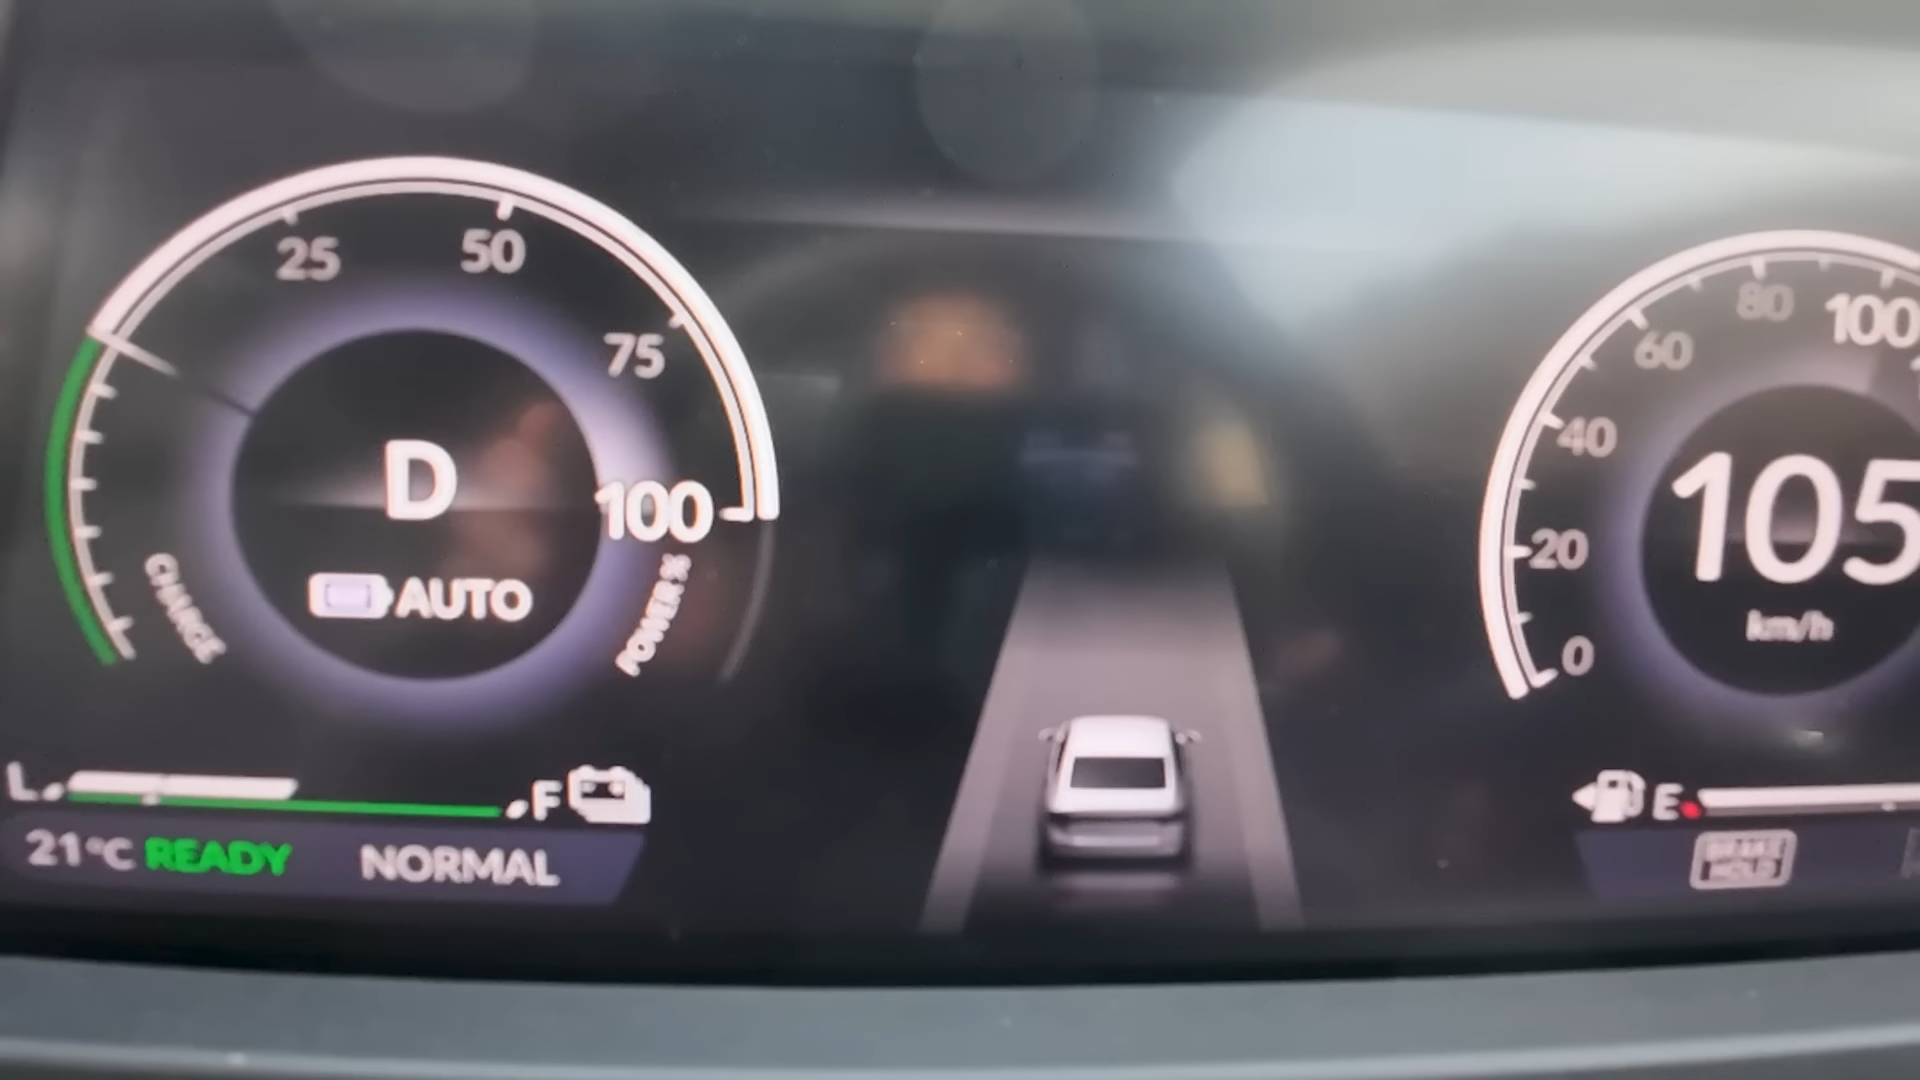 25 50 75 100
CHARGE
POWER %
D
AUTO
L F
21°C READY NORMAL
0 20 40 60 80 100
105
km/h
E
BRAKE
HOLD